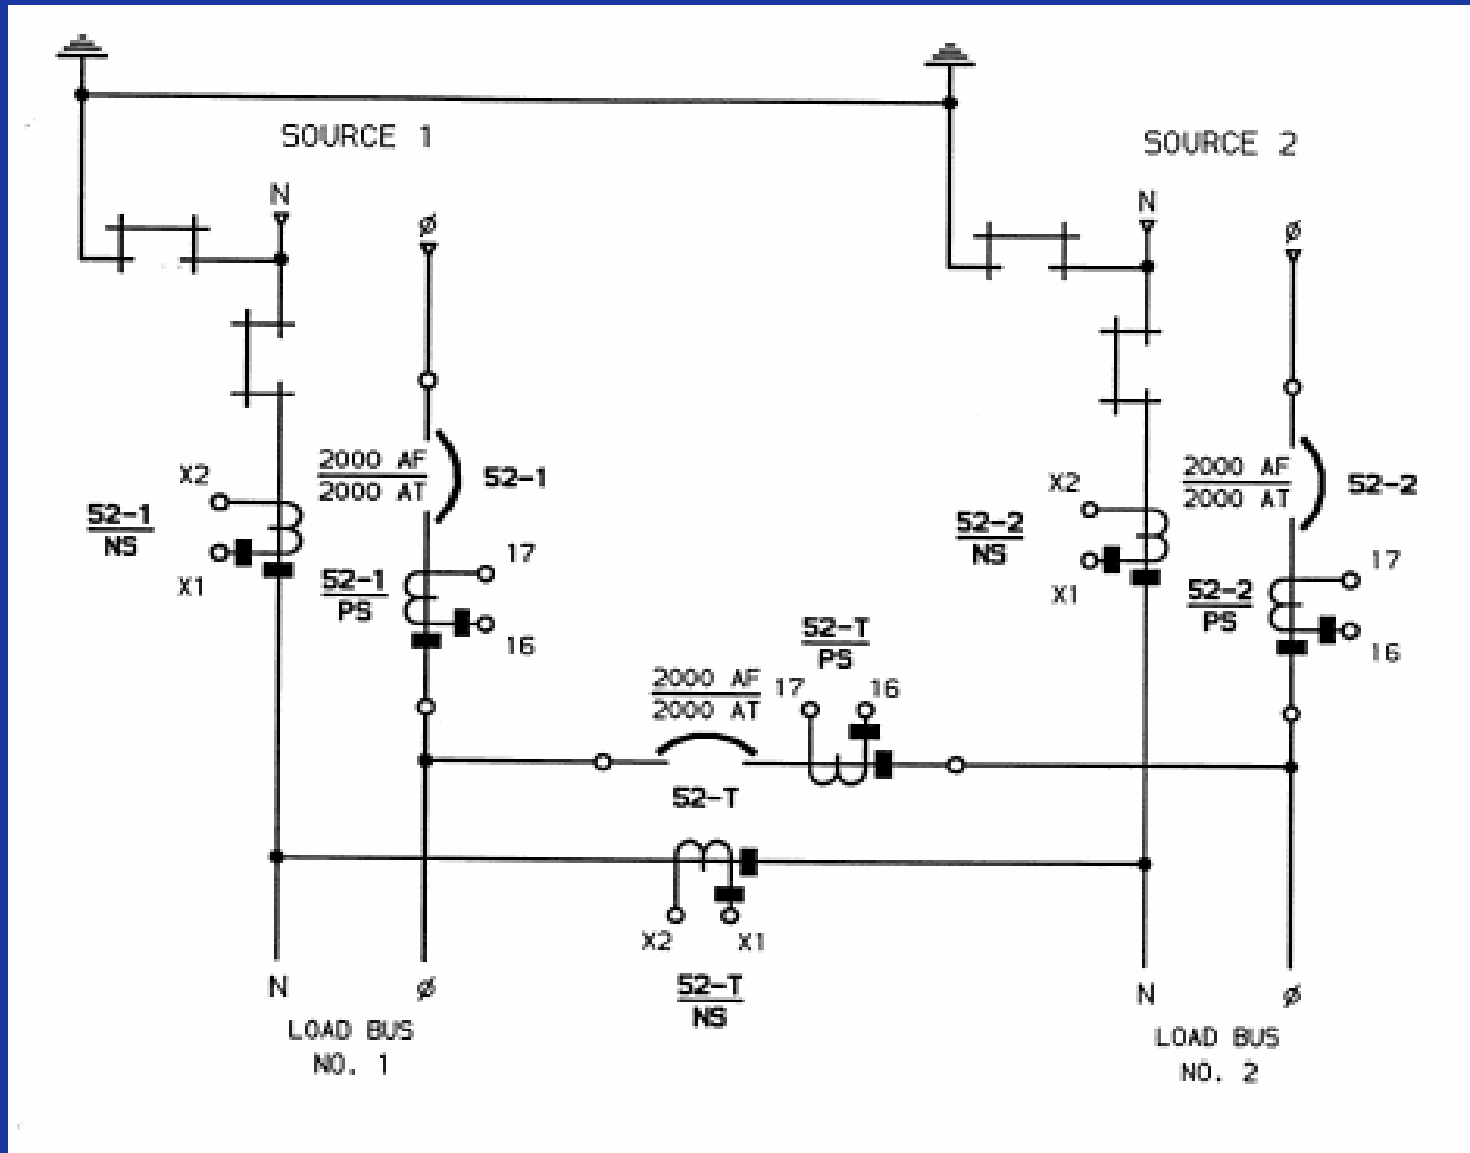 SOURCE 1
SOURCE 2
N
Ø
N
Ø
2000 AF
2000 AT
52-1
X2
52-1
NS
X1
17
52-1
PS
16
2000 AF
2000 AT
52-2
X2
52-2
NS
X1
17
52-2
PS
16
52-T
PS
2000 AF
2000 AT
17
16
52-T
X2
X1
52-T
NS
N
Ø
LOAD BUS
NO. 1
N
Ø
LOAD BUS
NO. 2